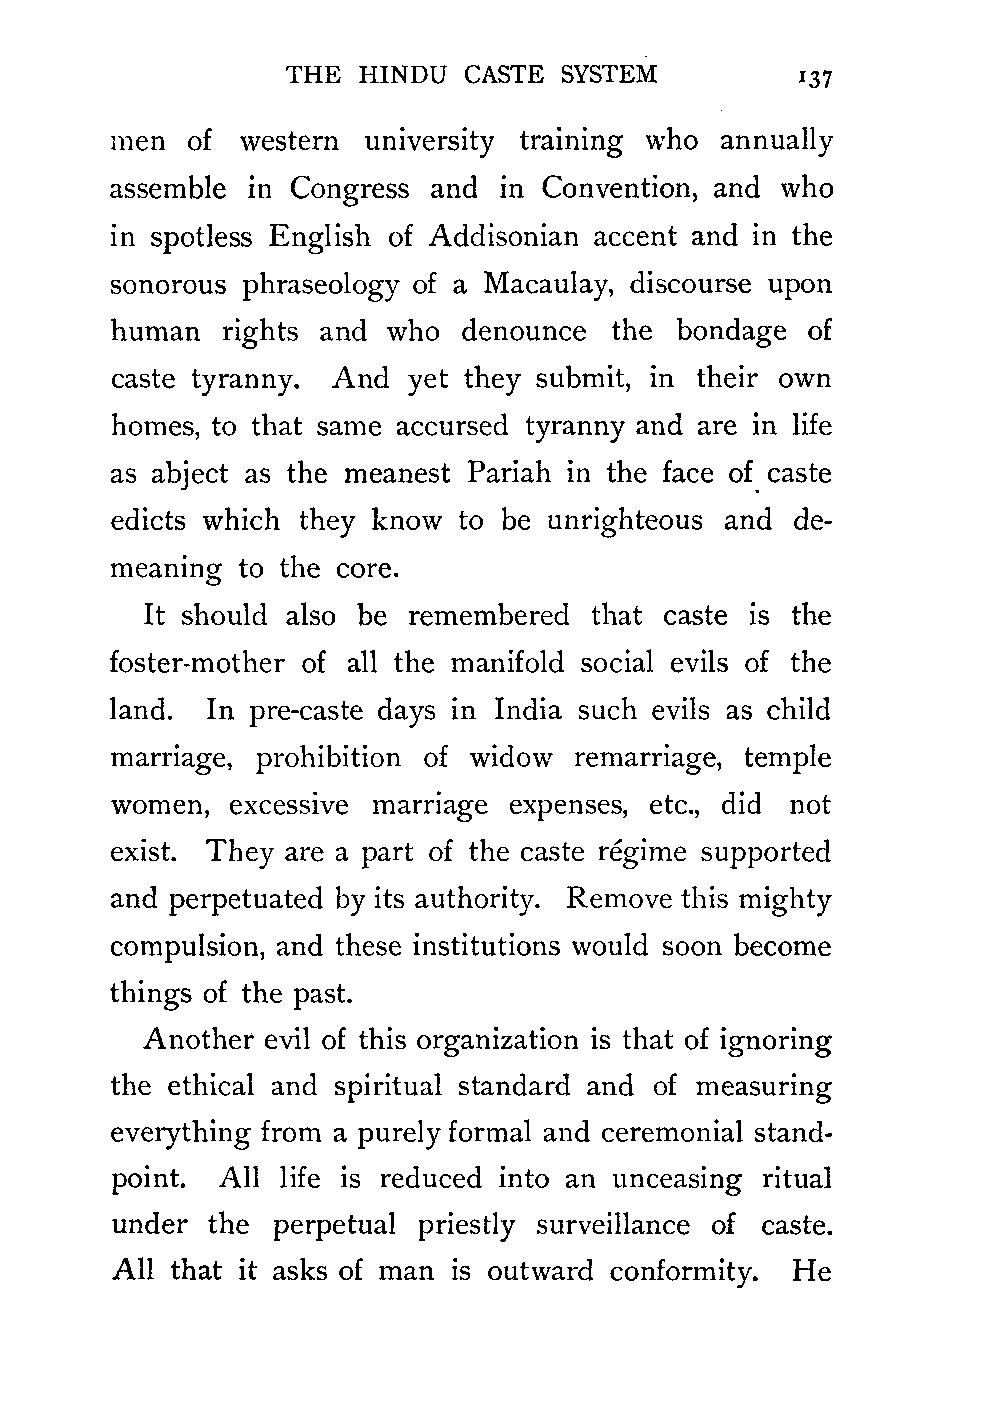 THE HINDU CASTE SYSTEM 137
men of western university training who annually
assemble in Congress and in Convention, and who
in spotless English of Addisonian accent and in the
sonorous phraseology of a Macaulay, discourse upon
human rights and who denounce the bondage of
caste tyranny. And yet they submit, in their own
homes, to that same accursed tyranny and are in life
as abject as the meanest Pariah in the face of caste
edicts which they know to be unrighteous and de-
meaning to the core.
It should also be remembered that caste is the
foster-mother of all the manifold social evils of the
land. In pre-caste days in India such evils as child
marriage, prohibition of widow remarriage, temple
women, excessive marriage expenses, etc., did not
exist. They are a part of the caste régime supported
and perpetuated by its authority. Remove this mighty
compulsion, and these institutions would soon become
things of the past.
Another evil of this organization is that of ignoring
the ethical and spiritual standard and of measuring
everything from a purely formal and ceremonial stand-
point. All life is reduced into an unceasing ritual
under the perpetual priestly surveillance of caste.
All that it asks of man is outward conformity. He